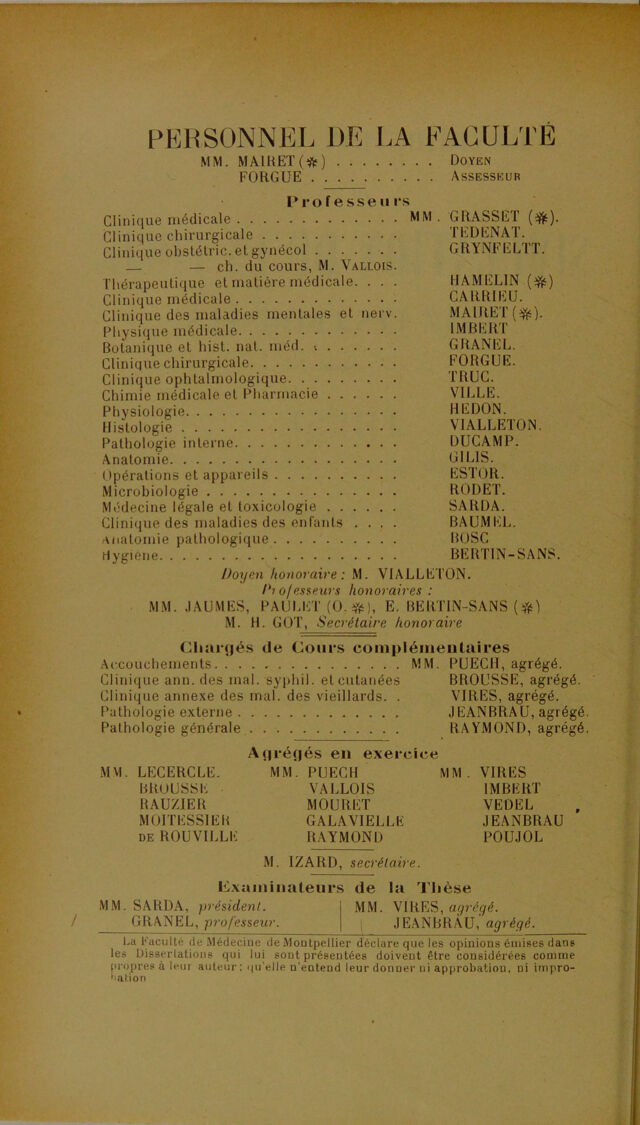 PERSONNEL DE LA FACULTÉ
MM. MAIRET (✻) . . . . . . . . Doyen
FORGUE . . . . . . . . . . Assesseur
Professeurs
Clinique médicale . . . . . . . . . . . . . MM. GRASSET (✻).
Clinique chirurgicale . . . . . . . . . . . TEDENAT.
Clinique obstétric. et gynécol . . . . . . . GRYNFELTT.
— — ch. du cours, M. Vallois.
Thérapeutique et matière médicale. . . . HAMELIN (✻)
Clinique médicale . . . . . . . . . . . . . CARRIEU.
Clinique des maladies mentales et nerv. MAIRET (✻).
Physique médicale. . . . . . . . . . . . . IMBERT
Botanique et hist. nat. méd. . . . . . . . GRANEL.
Clinique chirurgicale. . . . . . . . . . . . FORGUE.
Clinique ophtalmologique. . . . . . . . . TRUC.
Chimie médicale et Pharmacie . . . . . . VILLE.
Physiologie. . . . . . . . . . . . . . . . . HEDON.
Histologie . . . . . . . . . . . . . . . . . VIALLETON.
Pathologie interne. . . . . . . . . . . . . DUCAMP.
Anatomie. . . . . . . . . . . . . . . . . . GILIS.
Opérations et appareils . . . . . . . . . . ESTOR.
Microbiologie . . . . . . . . . . . . . . . RODET.
Médecine légale et toxicologie . . . . . . SARDA.
Clinique des maladies des enfants . . . . BAUMEL.
Anatomie pathologique . . . . . . . . . . BOSC
Hygiène. . . . . . . . . . . . . . . . . . . BERTIN-SANS.
Doyen honoraire : M. VIALLETON.
Professeurs honoraires :
MM. JAUMES, PAULET (O. ✻), E. BERTIN-SANS (✻)
M. H. GOT, Secrétaire honoraire
Chargés de Cours complémentaires
Accouchements. . . . . . . . . . . . . . . MM. PUECH, agrégé.
Clinique ann. des mal. syphil. et cutanées BROUSSE, agrégé.
Clinique annexe des mal. des vieillards. . VIRES, agrégé.
Pathologie externe . . . . . . . . . . . . . JEANBRAU, agrégé.
Pathologie générale . . . . . . . . . . . . RAYMOND, agrégé.
Agrégés en exercice
MM. LECERCLE. MM. PUECH MM. VIRES
BROUSSE VALLOIS IMBERT
RAUZIER MOURET VEDEL
MOITESSIER GALAVIELLE JEANBRAU
DE ROUVILLE RAYMOND POUJOL
M. IZARD, secrétaire.
Examinateurs de la Thèse
MM. SARDA, président. MM. VIRES, agrégé.
GRANEL, professeur. JEANBRAU, agrégé.
La Faculté de Médecine de Montpellier déclare que les opinions émises dans
les Dissertations qui lui sont présentées doivent être considérées comme
propres à leur auteur ; qu'elle n'entend leur donner ni approbation, ni impro-
bation